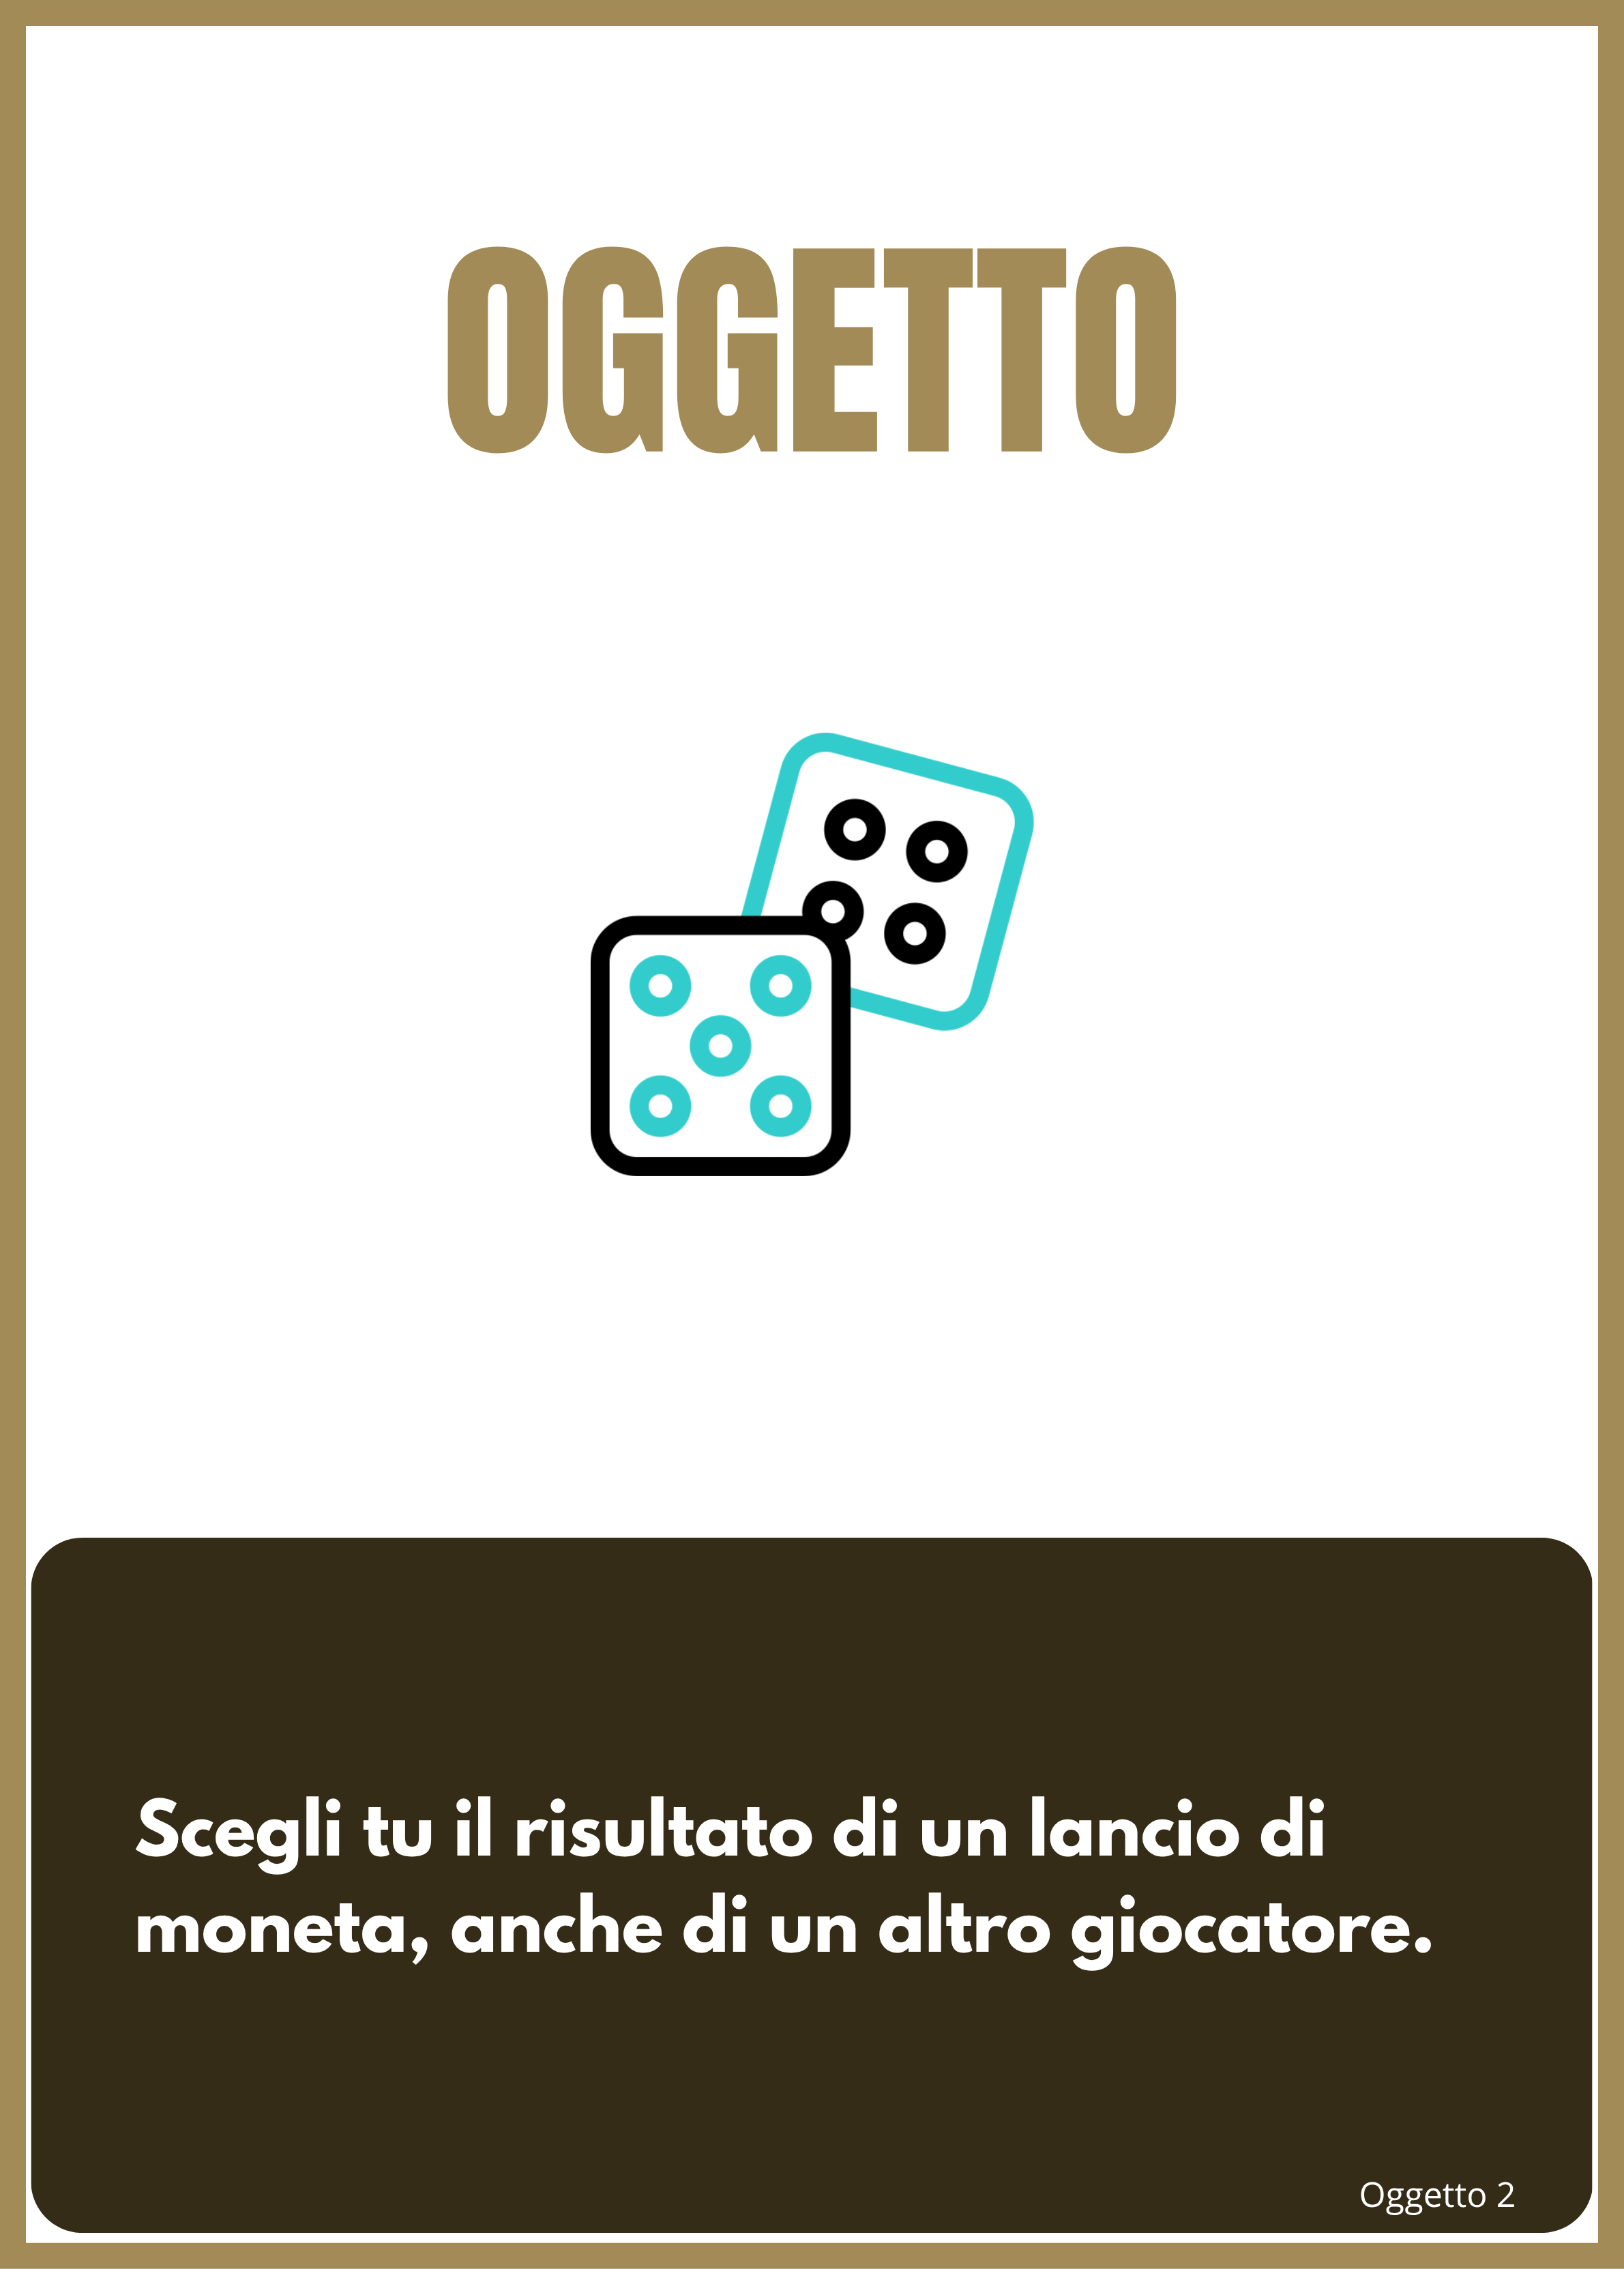 OGGETTO
Scegli tu il risultato di un lancio di
moneta, anche di un altro giocatore.
Oggetto 2